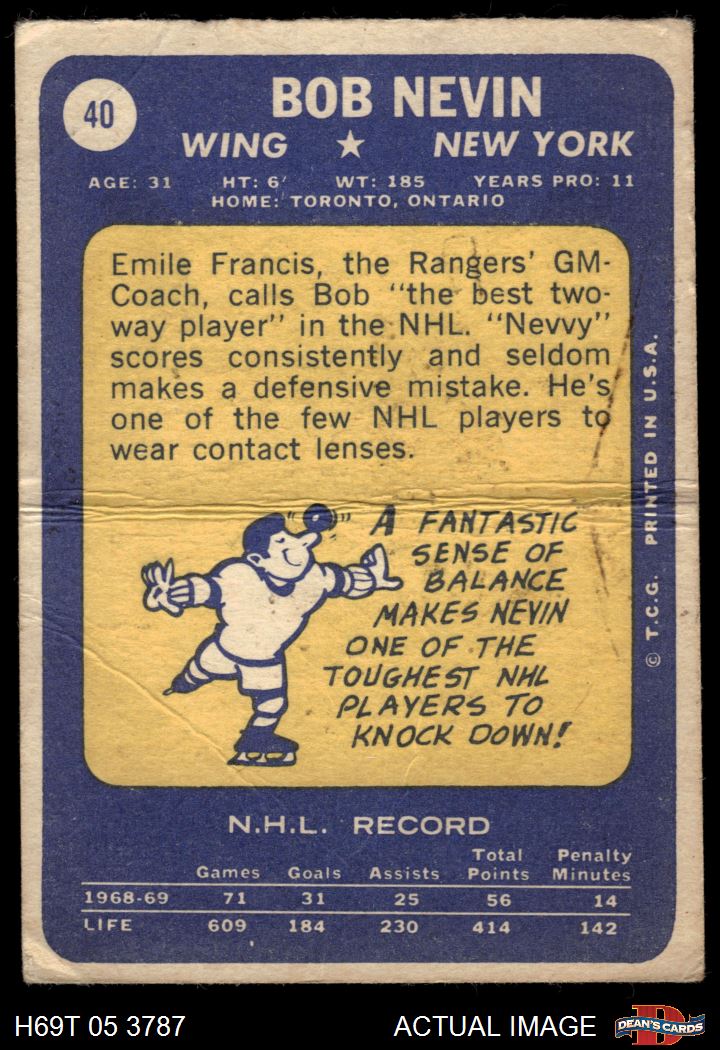 40
BOB NEVIN
WING ★ NEW YORK
AGE: 31 HT: 6' WT: 185 YEARS PRO: 11
HOME: TORONTO, ONTARIO
Emile Francis, the Rangers' GM-
Coach, calls Bob "the best two-
way player" in the NHL. "Nevvy"
scores consistently and seldom
makes a defensive mistake. He's
one of the few NHL players to
wear contact lenses.
A FANTASTIC
SENSE OF
BALANCE
MAKES NEVIN
ONE OF THE
TOUGHEST NHL
PLAYERS TO
KNOCK DOWN!
© T.C.G. PRINTED IN U.S.A.
N.H.L. RECORD
Games Goals Assists Total Points Penalty Minutes
1968-69 71 31 25 56 14
LIFE 609 184 230 414 142
H69T 05 3787 ACTUAL IMAGE D DEAN'S CARDS